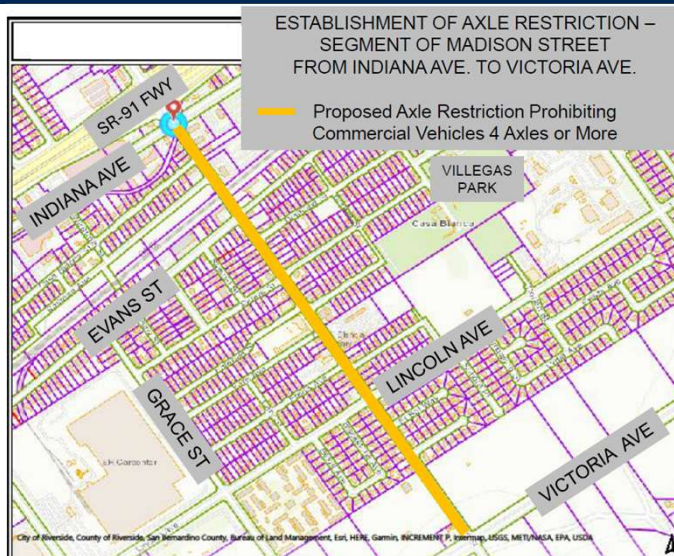 ESTABLISHMENT OF AXLE RESTRICTION –
SEGMENT OF MADISON STREET
FROM INDIANA AVE. TO VICTORIA AVE.
Proposed Axle Restriction Prohibiting
Commercial Vehicles 4 Axles or More
SR-91 FWY
INDIANA AVE
VILLEGAS
PARK
Casa Blanca
EVANS ST
LINCOLN AVE
GRACE ST
VICTORIA AVE
City of Riverside, County of Riverside, San Bernardino County, Bureau of Land Management, Esri, HERE, Garmin, INCREMENT P, Intermap, USGS, METI/NASA, EPA, USDA